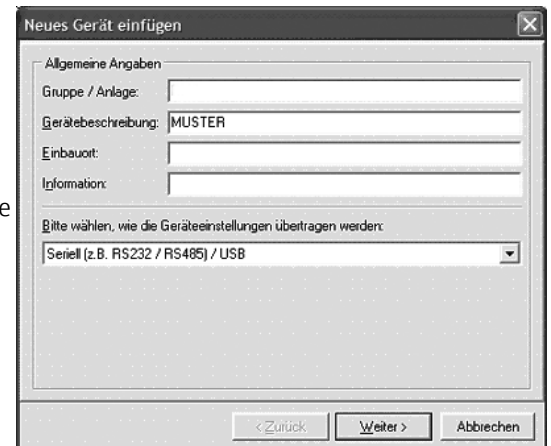 Neues Gerät einfügen
Allgemeine Angaben
Gruppe / Anlage:
Gerätebeschreibung: MUSTER
Einbauort:
Information:
e
Bitte wählen, wie die Geräteeinstellungen übertragen werden:
Seriell (z.B. RS232 / RS485) / USB
< Zurück Weiter > Abbrechen